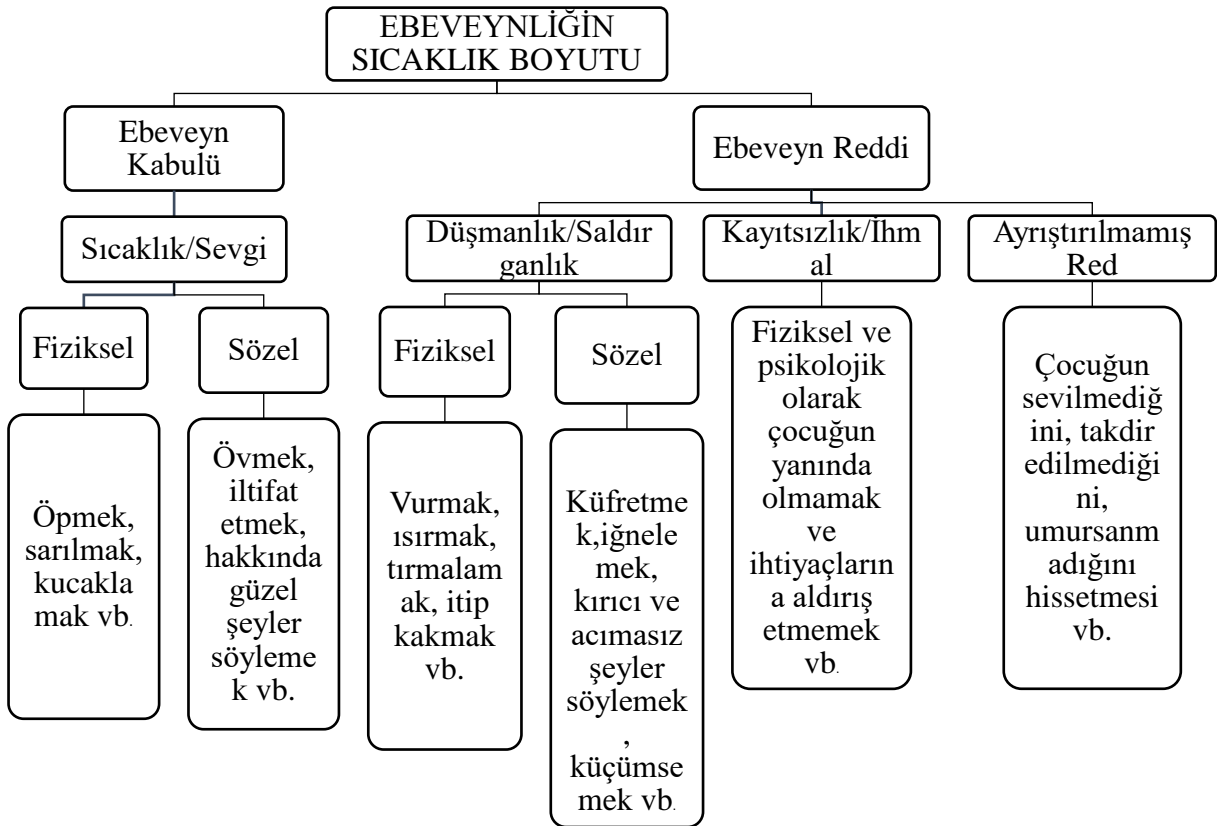 EBEVEYNLİĞİN
SICAKLIK BOYUTU
Ebeveyn
Kabulü
Ebeveyn Reddi
Sıcaklık/Sevgi
Düşmanlık/Saldır
ganlık
Kayıtsızlık/İhm
al
Ayrıştırılmamış
Red
Fiziksel
Sözel
Fiziksel
Sözel
Öpmek,
sarılmak,
kucakla
mak vb.
Övmek,
iltifat
etmek,
hakkında
güzel
şeyler
söyleme
k vb.
Vurmak,
ısırmak,
tırmalam
ak, itip
kakmak
vb.
Küfretme
k,iğnele
mek,
kırıcı ve
acımasız
şeyler
söylemek
,
küçümse
mek vb.
Fiziksel ve
psikolojik
olarak
çocuğun
yanında
olmamak
ve
ihtiyaçların
a aldırış
etmemek
vb.
Çocuğun
sevilmediğ
ini, takdir
edilmediği
ni,
umursanm
adığını
hissetmesi
vb.